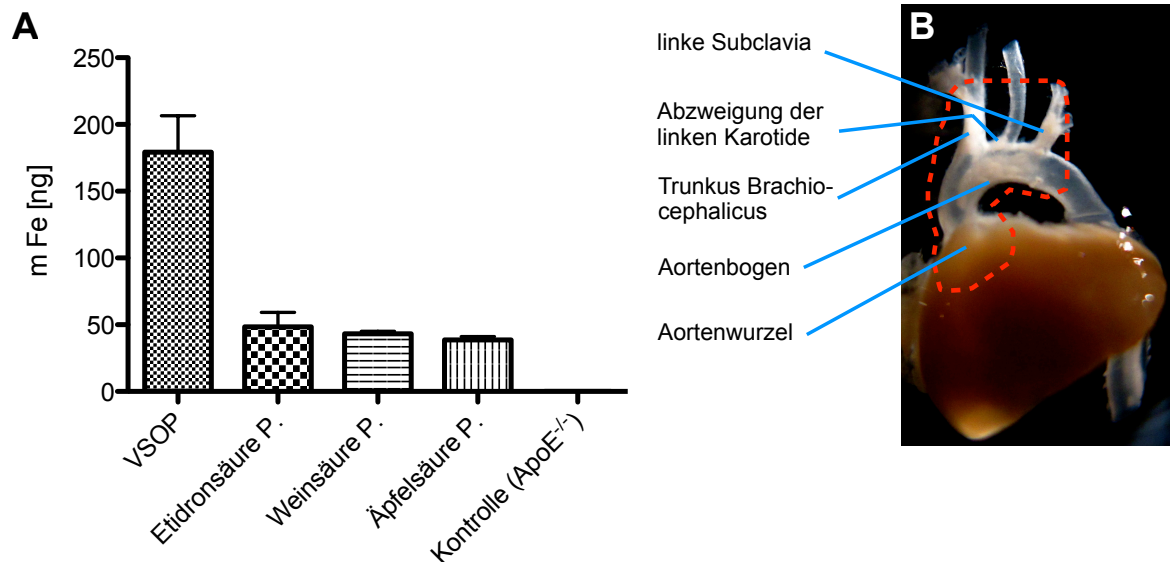 A
m Fe [ng]
250
200
150
100
50
0
VSOP
Etidronsäure P.
Weinsäure P.
Äpfelsäure P.
Kontrolle (ApoE-/-)
linke Subclavia
Abzweigung der
linken Karotide
Trunkus Brachio-
cephalicus
Aortenbogen
Aortenwurzel
B